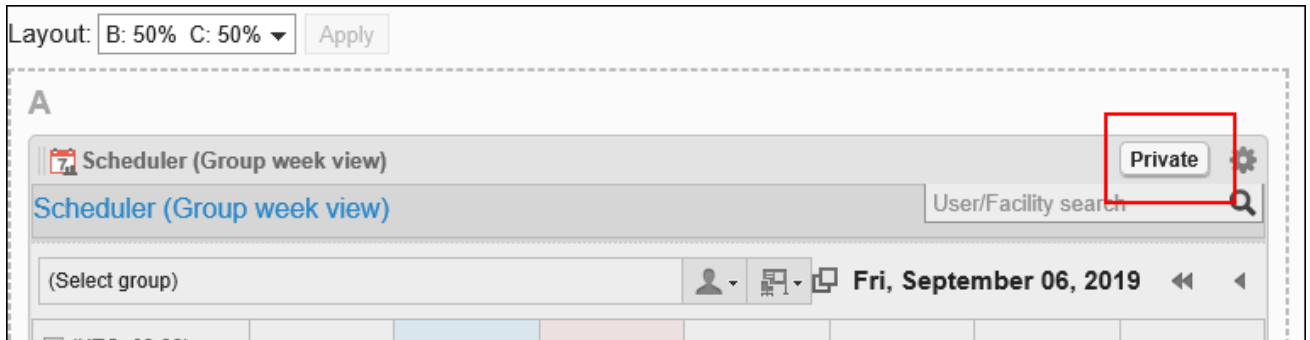 Layout: B: 50% C: 50% Apply
A
Scheduler (Group week view) Private
Scheduler (Group week view) User/Facility search
(Select group) Fri, September 06, 2019